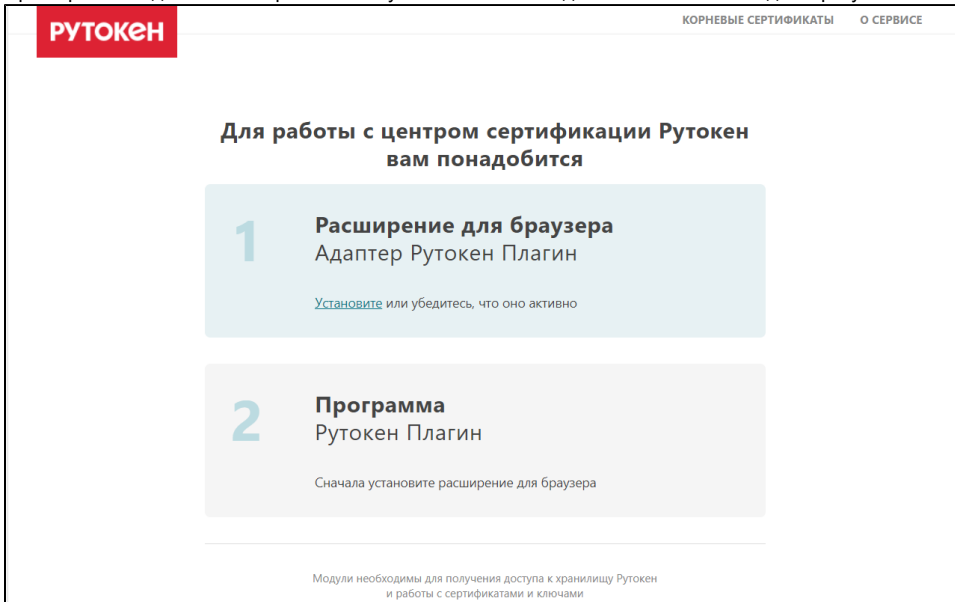 РУТОКЕН
КОРНЕВЫЕ СЕРТИФИКАТЫ О СЕРВИСЕ
Для работы с центром сертификации Рутокен
вам понадобится
1
Расширение для браузера
Адаптер Рутокен Плагин
Установите или убедитесь, что оно активно
2
Программа
Рутокен Плагин
Сначала установите расширение для браузера
Модули необходимы для получения доступа к хранилищу Рутокен
и работы с сертификатами и ключами